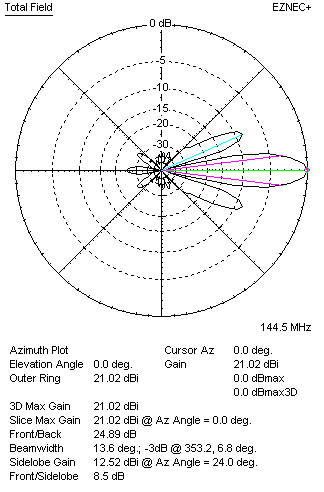 Total Field
EZNEC+
0 dB
-5
-10
-15
-20
-30
144.5 MHz
Azimuth Plot
Cursor Az 0.0 deg.
Elevation Angle 0.0 deg.
Gain 21.02 dBi
Outer Ring 21.02 dBi
0.0 dBmax
0.0 dBmax3D
3D Max Gain 21.02 dBi
Slice Max Gain 21.02 dBi @ Az Angle = 0.0 deg.
Front/Back 24.89 dB
Beamwidth 13.6 deg.; -3dB @ 353.2, 6.8 deg.
Sidelobe Gain 12.52 dBi @ Az Angle = 24.0 deg.
Front/Sidelobe 8.5 dB